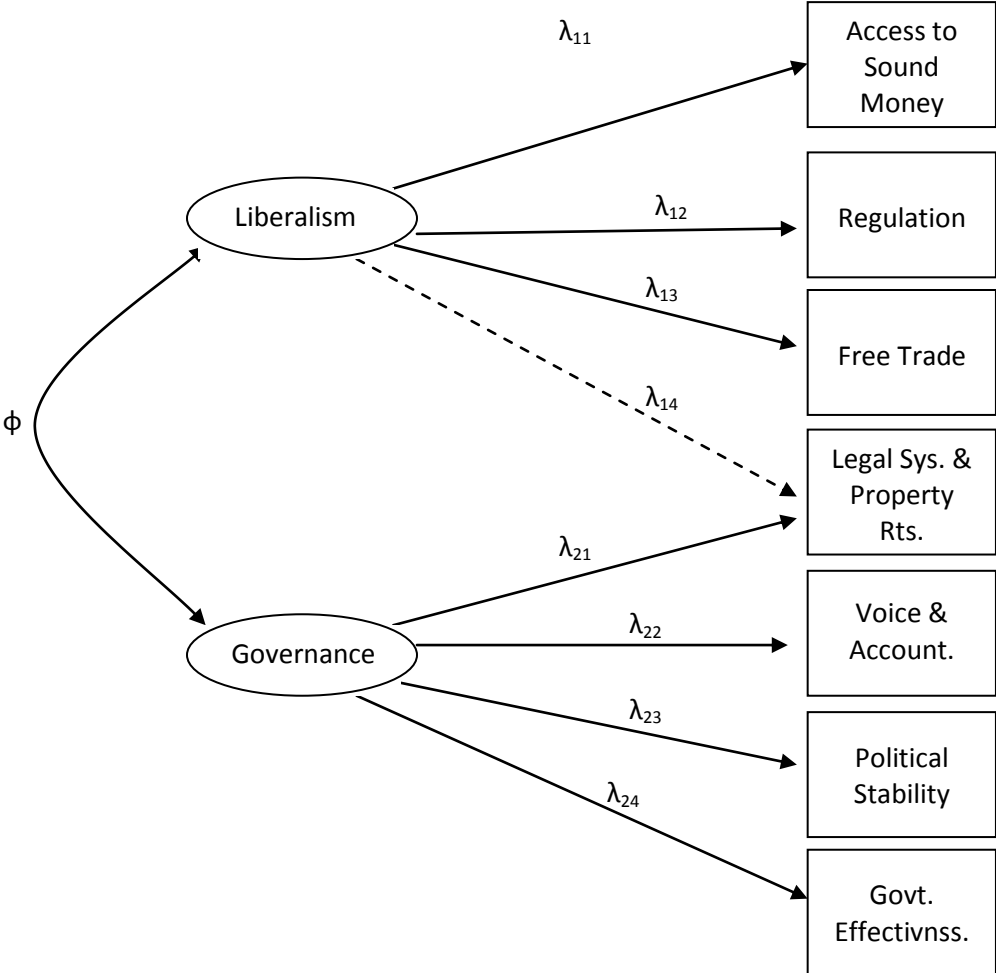 λ11
Access to
Sound
Money
Liberalism
λ12
Regulation
λ13
Free Trade
λ14
ϕ
Legal Sys. &
Property
Rts.
λ21
Voice &
Account.
λ22
Governance
λ23
Political
Stability
λ24
Govt.
Effectivnss.